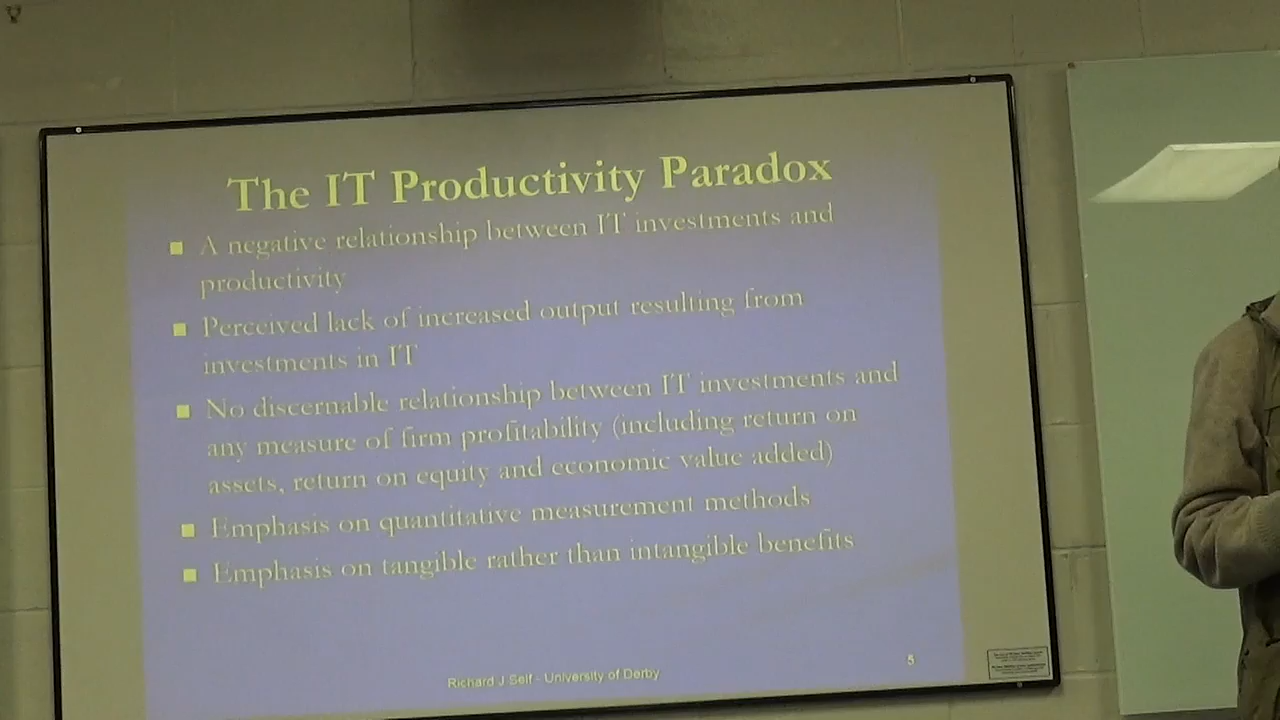 The IT Productivity Paradox
A negative relationship between IT investments and
productivity
Perceived lack of increased output resulting from
investments in IT
No discernable relationship between IT investments and
any measure of firm profitability (including return on
assets, return on equity and economic value added)
Emphasis on quantitative measurement methods
Emphasis on tangible rather than intangible benefits
Richard J Self - University of Derby
5